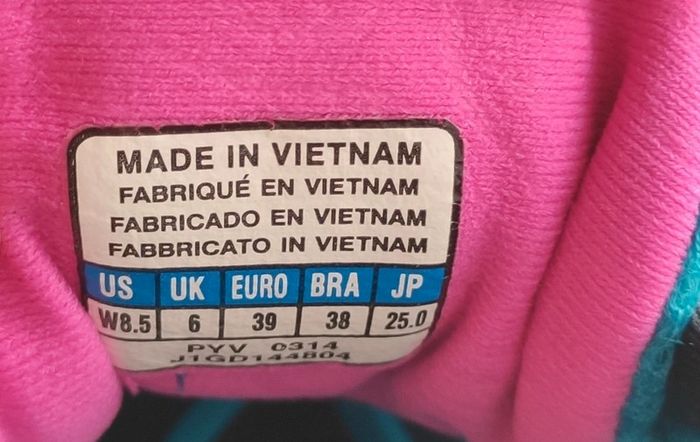 MADE IN VIETNAM
FABRIQUÉ EN VIETNAM
FABRICADO EN VIETNAM
FABBRICATO IN VIETNAM
US UK EURO BRA JP
W8.5 6 39 38 25.0
PYV 0314
J1GD144804